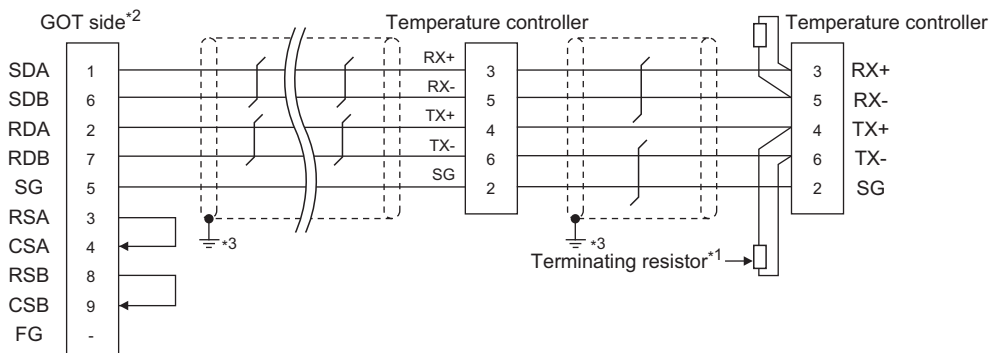 GOT side*2 Temperature controller Temperature controller
SDA 1 RX+ 3 3 RX+
SDB 6 RX- 5 5 RX-
RDA 2 TX+ 4 4 TX+
RDB 7 TX- 6 6 TX-
SG 5 SG 2 2 SG
RSA 3
CSA 4 *3 *3
Terminating resistor*1
RSB 8
CSB 9
FG -